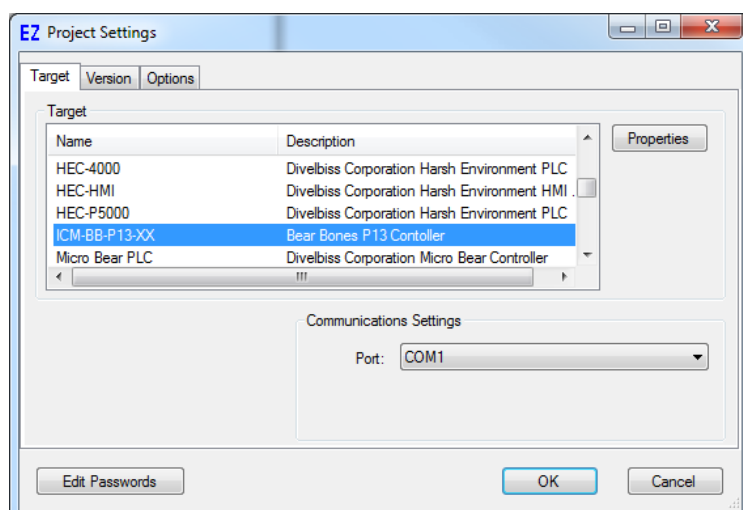 EZ Project Settings
Target Version Options
Target
Name Description
Properties
HEC-4000 Divelbiss Corporation Harsh Environment PLC
HEC-HMI Divelbiss Corporation Harsh Environment HMI .
HEC-P5000 Divelbiss Corporation Harsh Environment PLC
ICM-BB-P13-XX Bear Bones P13 Contoller
Micro Bear PLC Divelbiss Corporation Micro Bear Controller
Communications Settings
Port: COM1
Edit Passwords OK Cancel